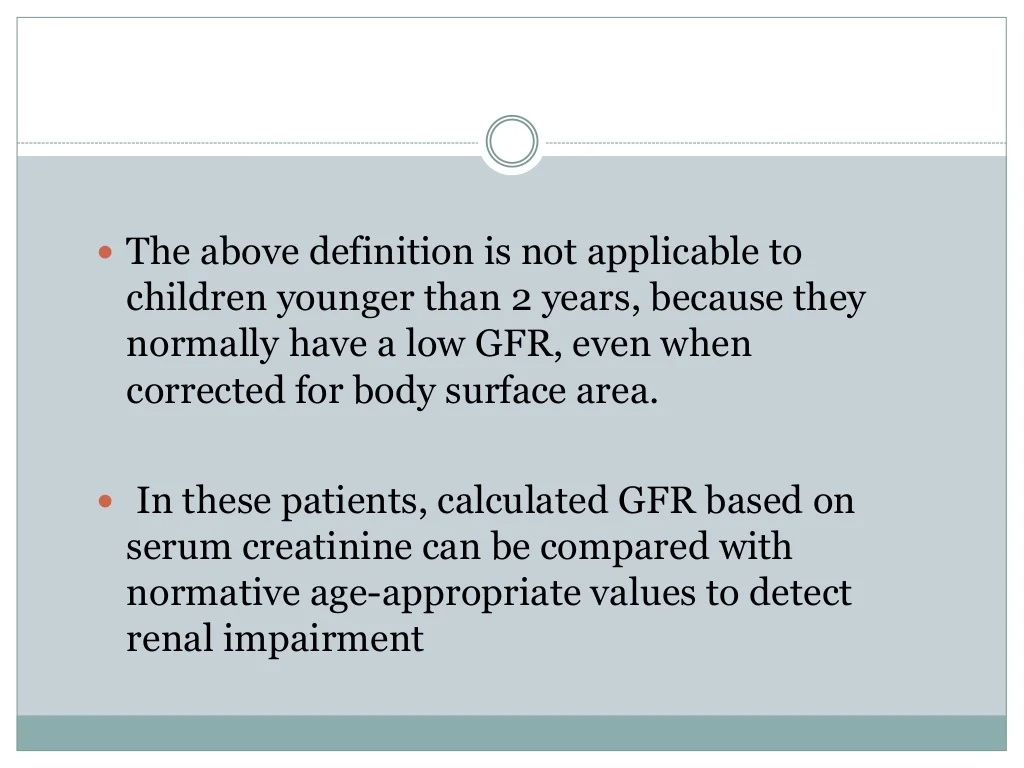 The above definition is not applicable to
children younger than 2 years, because they
normally have a low GFR, even when
corrected for body surface area.
In these patients, calculated GFR based on
serum creatinine can be compared with
normative age-appropriate values to detect
renal impairment